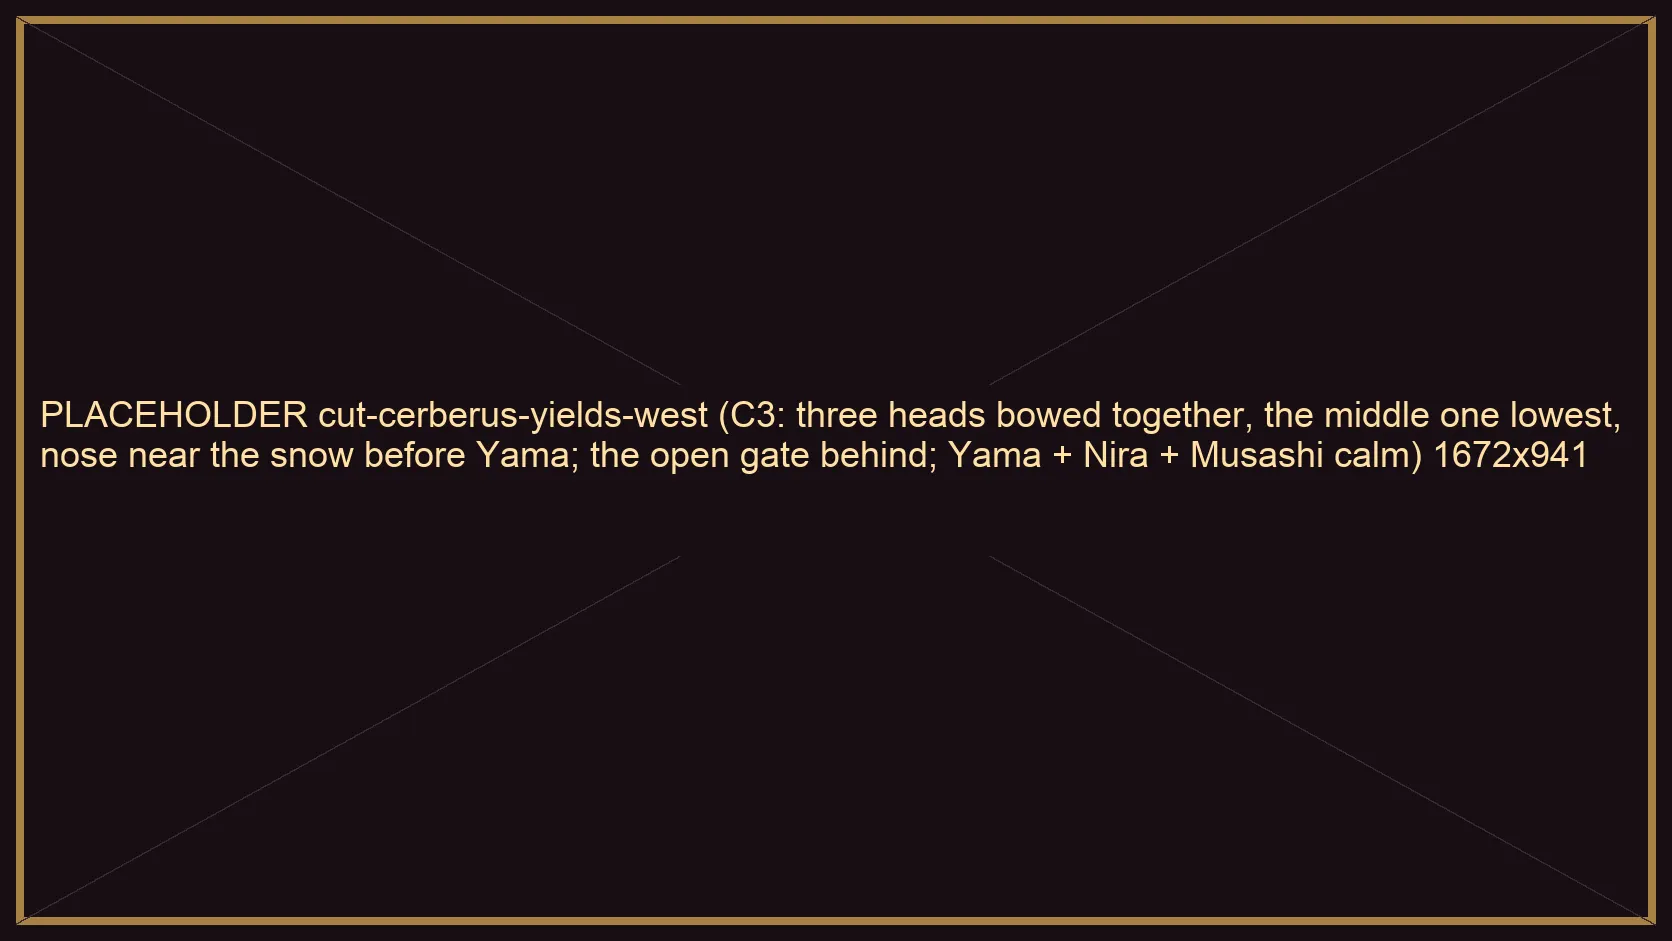 PLACEHOLDER cut-cerberus-yields-west (C3: three heads bowed together, the middle one lowest,
nose near the snow before Yama; the open gate behind; Yama + Nira + Musashi calm) 1672x941